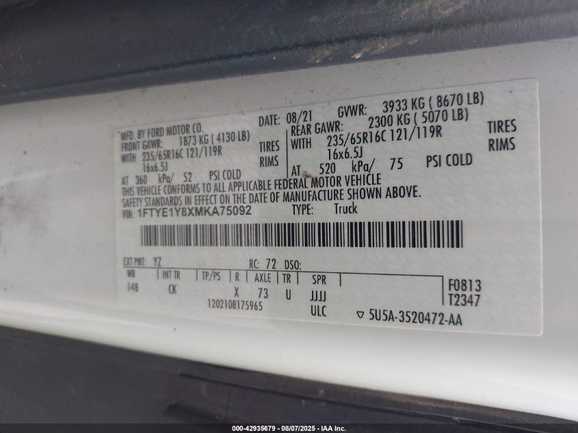 MFD. BY FORD MOTOR CO. DATE: 08/21 GVWR: 3933 KG ( 8670 LB)
FRONT GAWR: 1873 KG ( 4130 LB) REAR GAWR: 2300 KG ( 5070 LB)
WITH 235/65R16C 121/119R TIRES WITH 235/65R16C 121/119R TIRES
16x6.5J RIMS 16x6.5J RIMS
AT 360 kPa/ 52 PSI COLD AT 520 kPa/ 75 PSI COLD
THIS VEHICLE CONFORMS TO ALL APPLICABLE FEDERAL MOTOR VEHICLE
SAFETY STANDARDS IN EFFECT ON THE DATE OF MANUFACTURE SHOWN ABOVE.
VIN: 1FTYE1Y8XMKA75092 TYPE: Truck
EXT PNT: YZ RC: 72 DSO:
WB INT TR TP/PS R AXLE TR SPR F0813
148 CK X 73 U JJJJ T2347
1202108175965 ULC ▽ 5U5A-3520472-AA
000-42935679 - 08/07/2025 - IAA Inc.